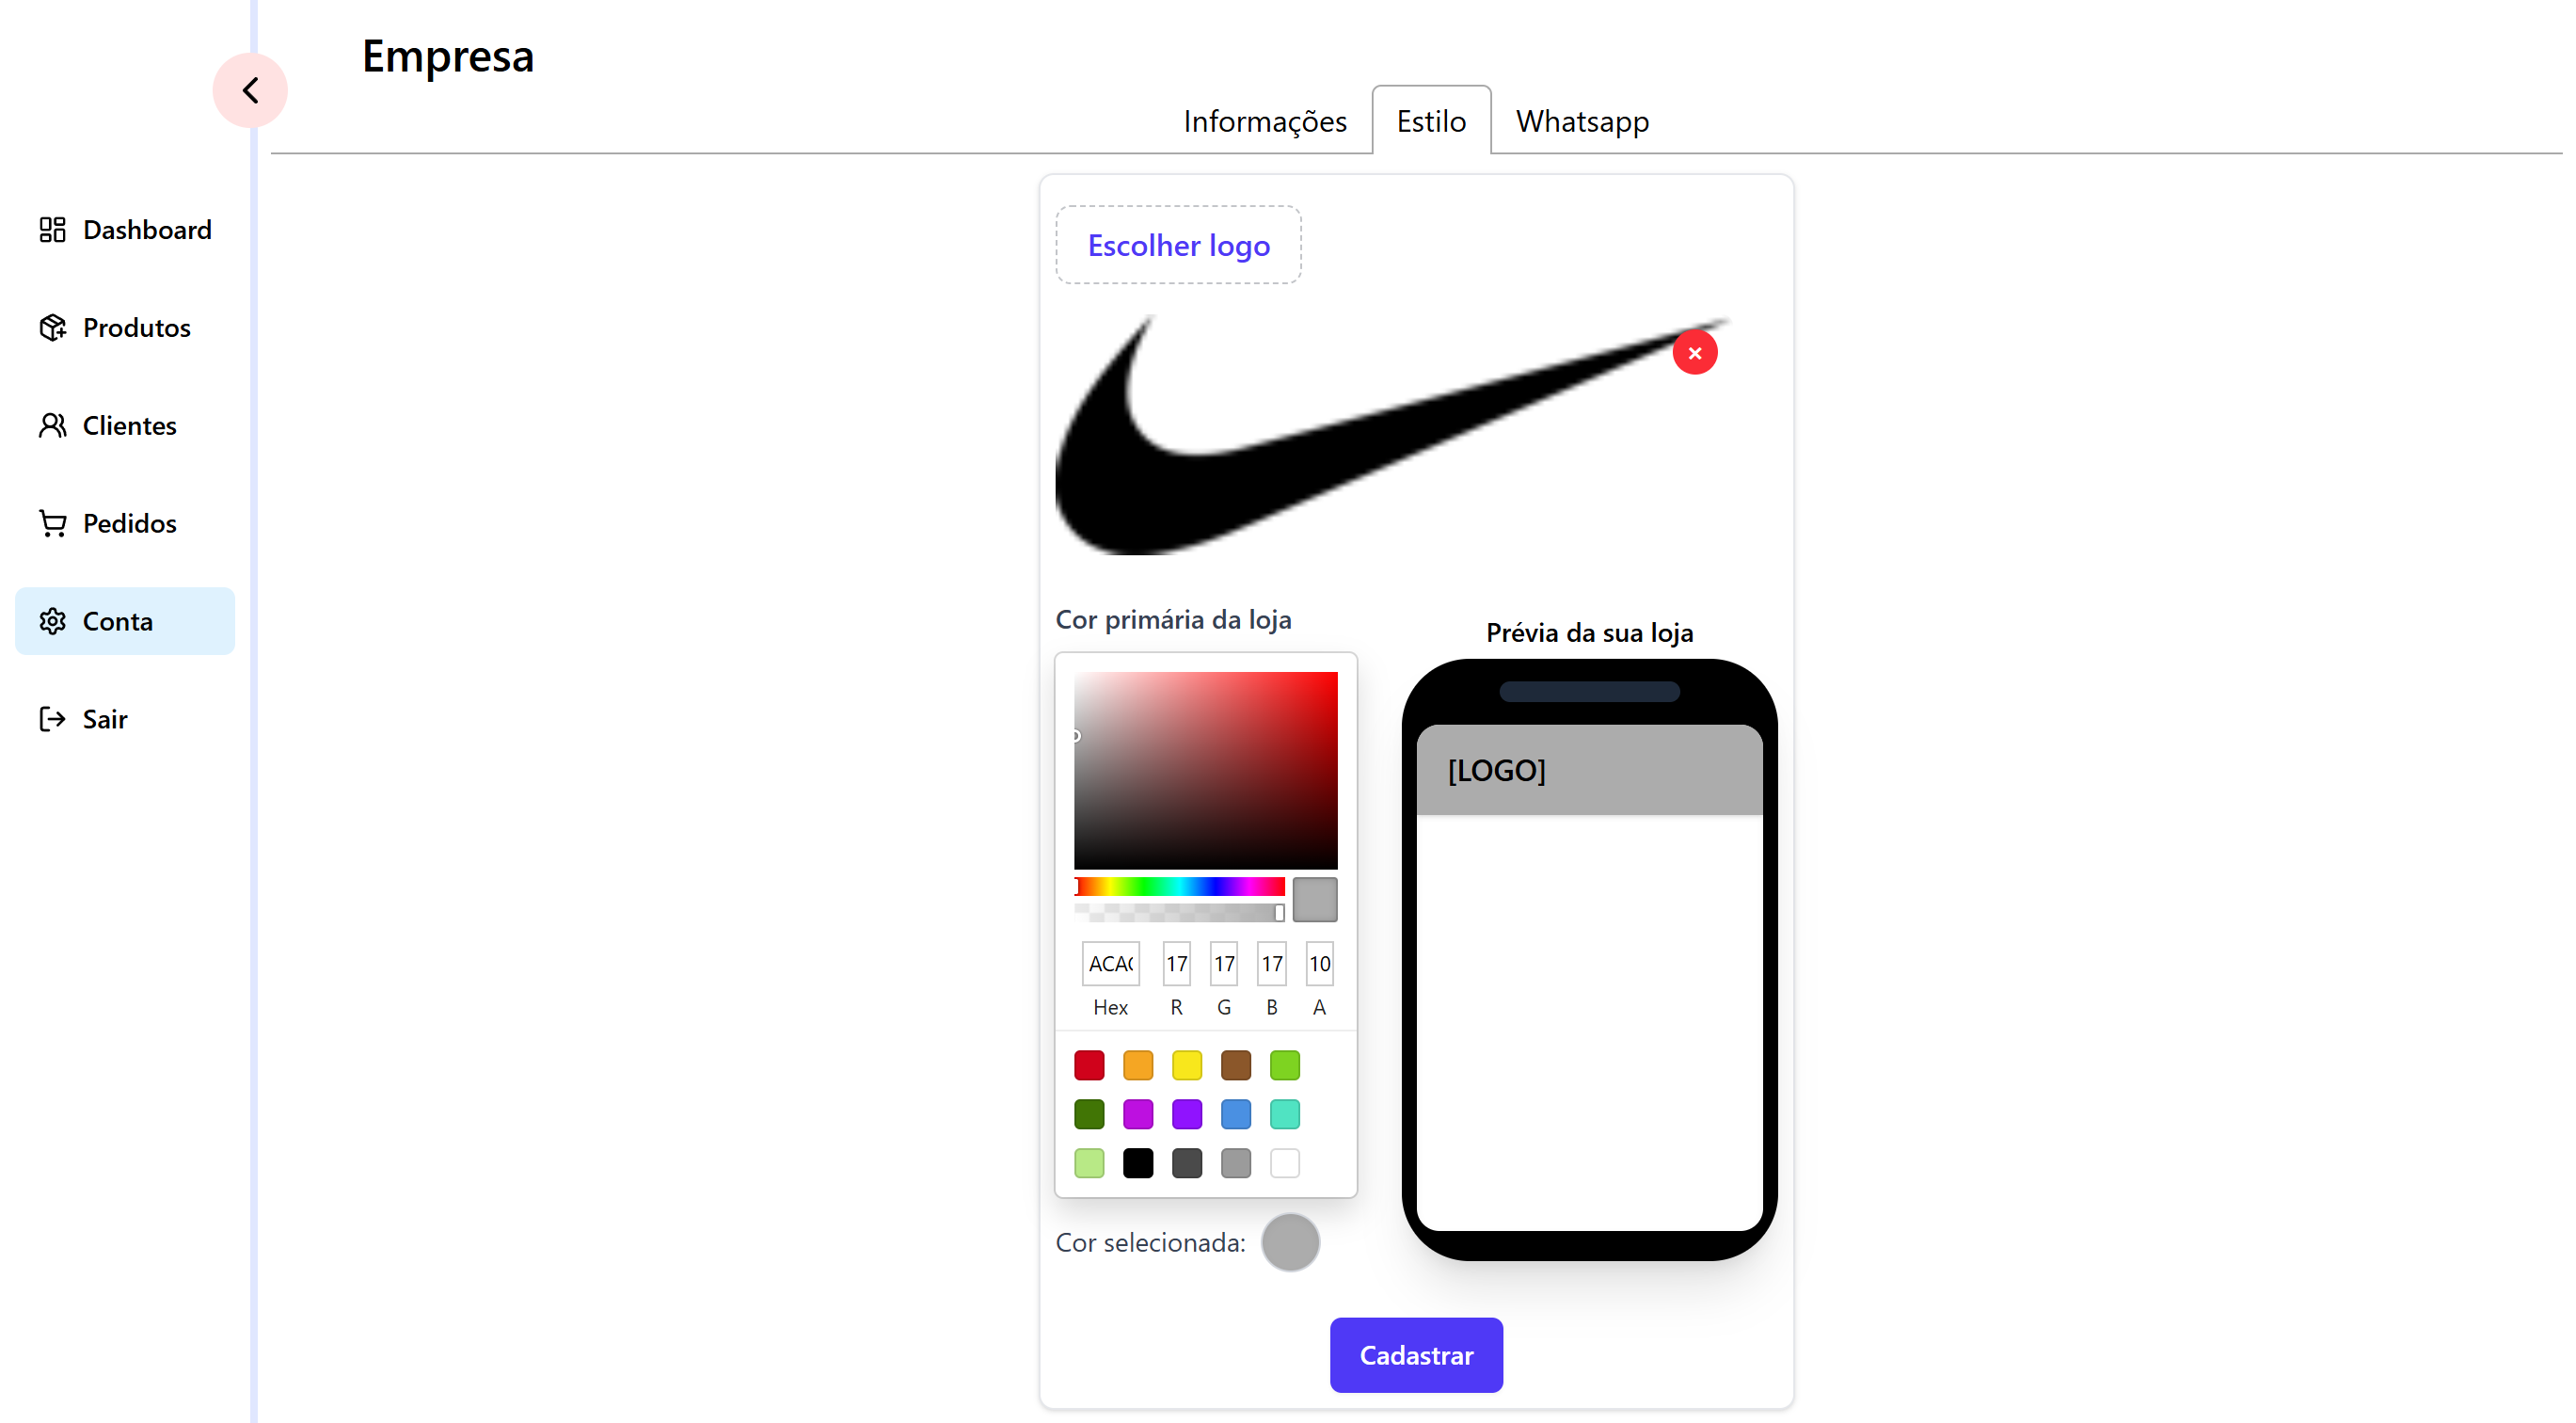 Empresa
Informações
Estilo
Whatsapp
Dashboard
Produtos
Clientes
Pedidos
Conta
Sair
Escolher logo
×
Cor primária da loja
Hex
R
G
B
A
17
17
17
10
Cor selecionada:
Prévia da sua loja
[LOGO]
Cadastrar